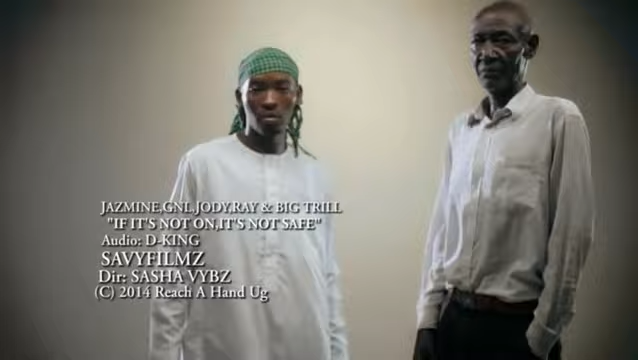 JAZMINE,GNL,JODY,RAY & BIG TRILL
"IF IT'S NOT ON,IT'S NOT SAFE"
Audio: D-KING
SAVYFILMZ
Dir: SASHA VYBZ
(C) 2014 Reach A Hand Ug